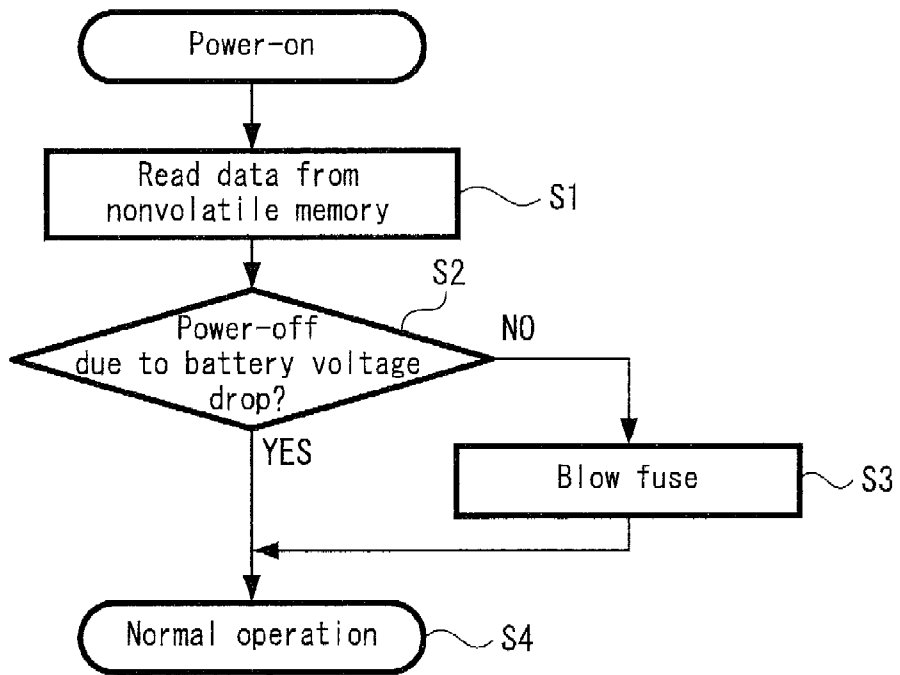 Power-on
Read data from
nonvolatile memory
S1
S2
Power-off
due to battery voltage
drop?
NO
YES
Blow fuse
S3
Normal operation
S4